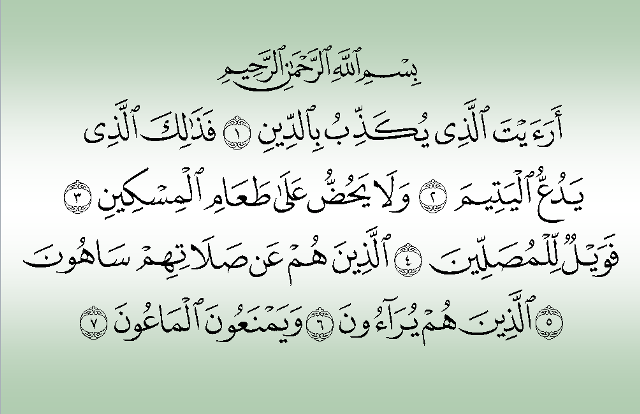 بِسْمِ ٱللَّهِ ٱلرَّحْمَٰنِ ٱلرَّحِيمِ
أَرَءَيْتَ ٱلَّذِى يُكَذِّبُ بِٱلدِّينِ ١ فَذَٰلِكَ ٱلَّذِى
يَدُعُّ ٱلْيَتِيمَ ٢ وَلَا يَحُضُّ عَلَىٰ طَعَامِ ٱلْمِسْكِينِ ٣
فَوَيْلٌ لِّلْمُصَلِّينَ ٤ ٱلَّذِينَ هُمْ عَن صَلَاتِهِمْ سَاهُونَ
٥ ٱلَّذِينَ هُمْ يُرَآءُونَ ٦ وَيَمْنَعُونَ ٱلْمَاعُونَ ٧